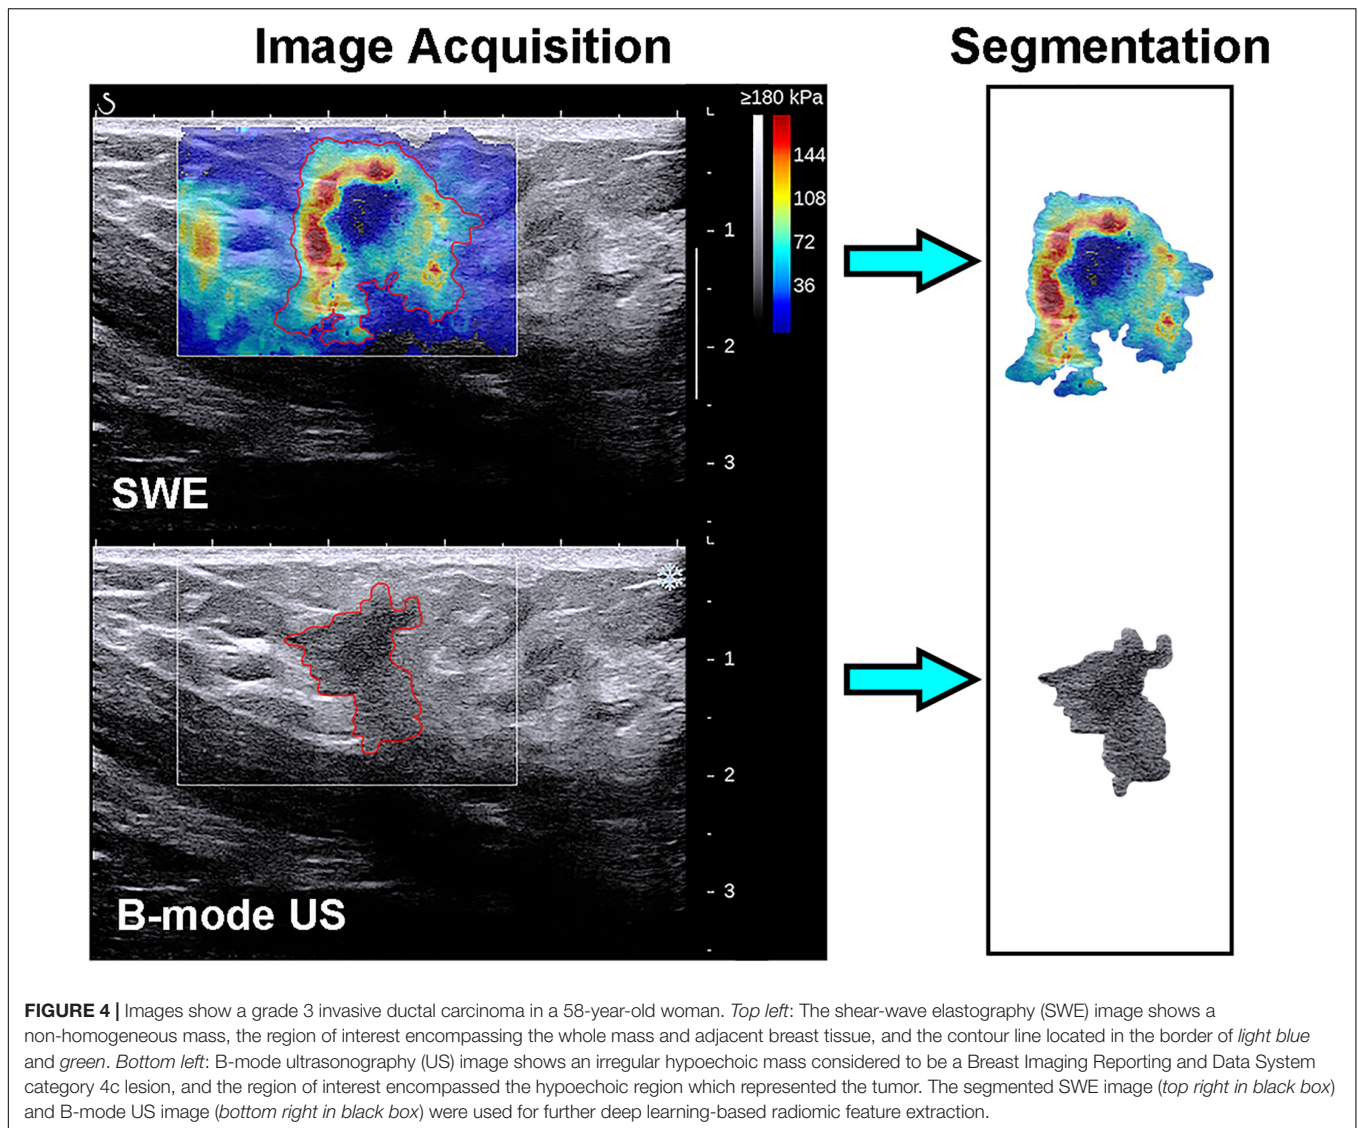 Image Acquisition
Segmentation
≥180 kPa
144
108
72
36
1
2
3
SWE
1
2
3
B-mode US
FIGURE 4 | Images show a grade 3 invasive ductal carcinoma in a 58-year-old woman. Top left: The shear-wave elastography (SWE) image shows a
non-homogeneous mass, the region of interest encompassing the whole mass and adjacent breast tissue, and the contour line located in the border of light blue
and green. Bottom left: B-mode ultrasonography (US) image shows an irregular hypoechoic mass considered to be a Breast Imaging Reporting and Data System
category 4c lesion, and the region of interest encompassed the hypoechoic region which represented the tumor. The segmented SWE image (top right in black box)
and B-mode US image (bottom right in black box) were used for further deep learning-based radiomic feature extraction.